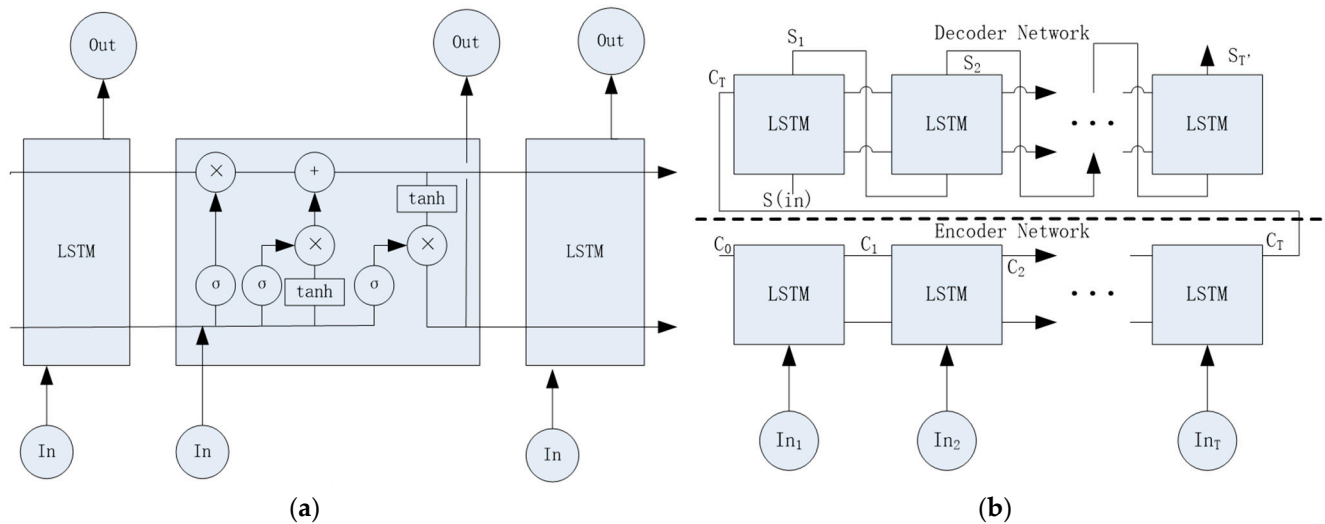 Out
Out
Out
LSTM
×
+
tanh
×
×
σ
σ
tanh
σ
LSTM
In
In
In
(a)
Decoder Network
S1
S2
ST'
CT
LSTM
LSTM
...
LSTM
S(in)
Encoder Network
C0
C1
C2
CT
LSTM
LSTM
...
LSTM
In1
In2
InT
(b)